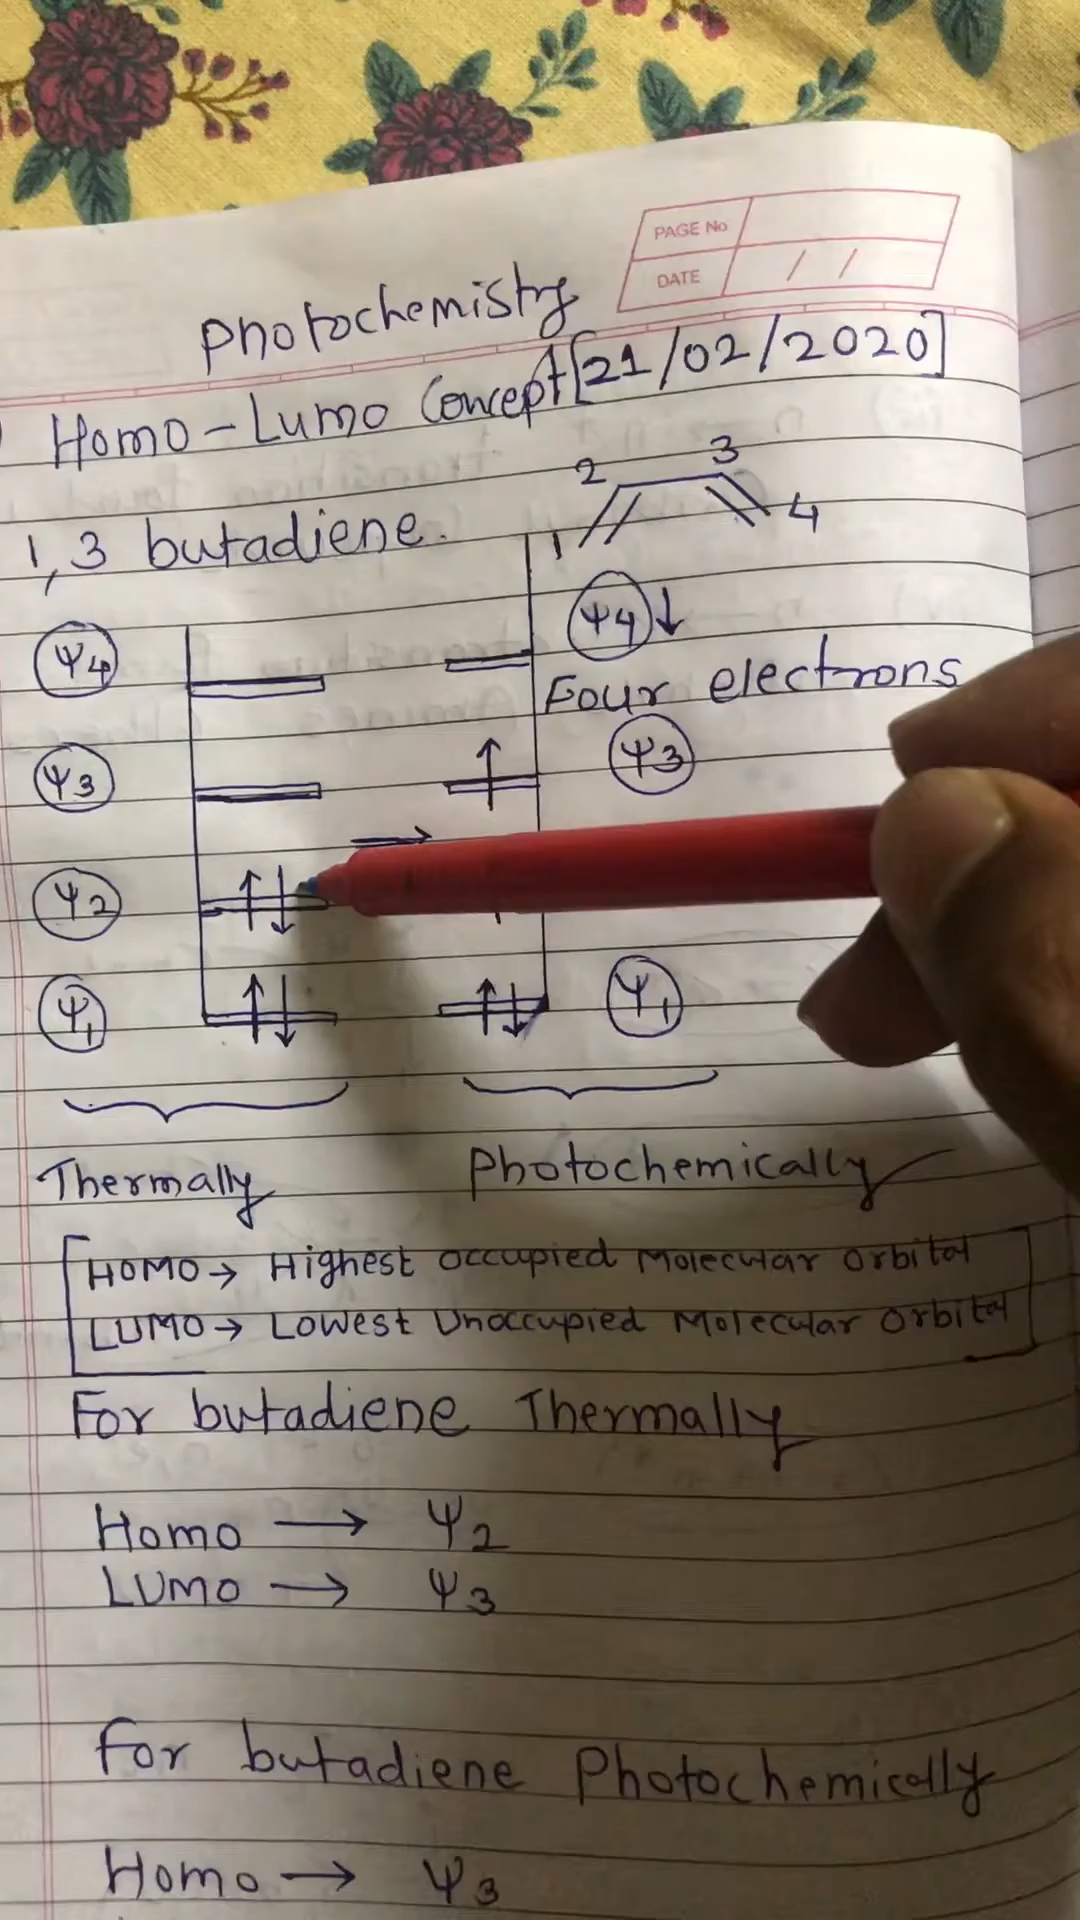 PAGE No
DATE / /
Photochemistry
Homo - Lumo Concept [21/02/2020]
1,3 butadiene.
1 2 3 4
ψ4 ψ4 ↓
Four electrons
ψ3 ↑ ψ3
→
ψ2 ↑↓
ψ1 ↑↓ ↑↓ ψ1
Thermally Photochemically
HOMO → Highest Occupied Molecular Orbital
LUMO → Lowest Unoccupied Molecular Orbital
For butadiene Thermally
Homo → ψ2
LUMO → ψ3
For butadiene Photochemically
Homo → ψ3